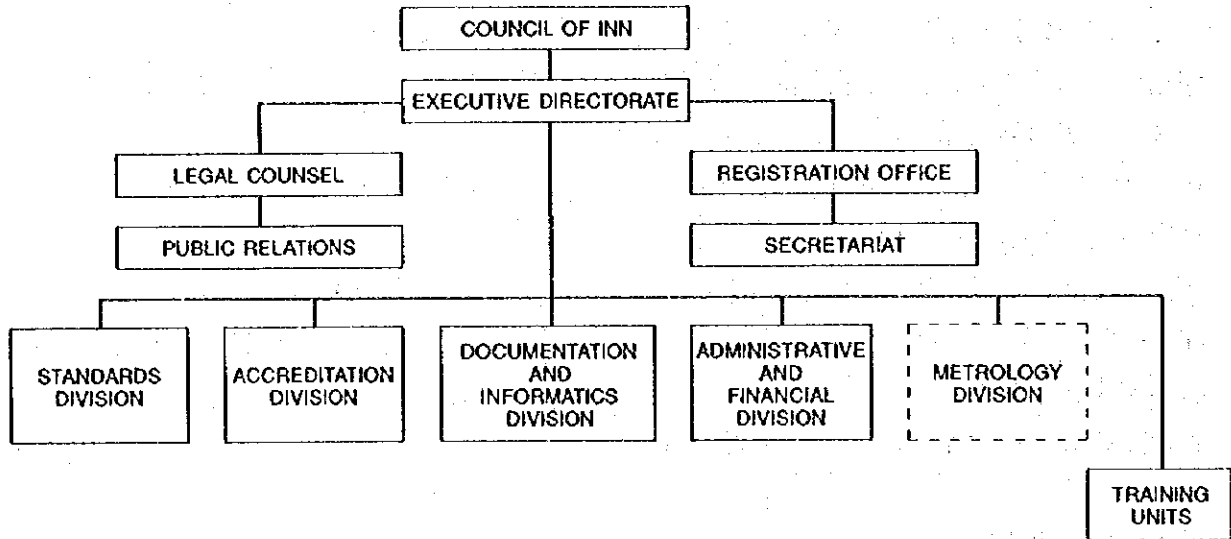 COUNCIL OF INN
EXECUTIVE DIRECTORATE
LEGAL COUNSEL
REGISTRATION OFFICE
PUBLIC RELATIONS
SECRETARIAT
STANDARDS
DIVISION
ACCREDITATION
DIVISION
DOCUMENTATION
AND
INFORMATICS
DIVISION
ADMINISTRATIVE
AND
FINANCIAL
DIVISION
METROLOGY
DIVISION
TRAINING
UNITS